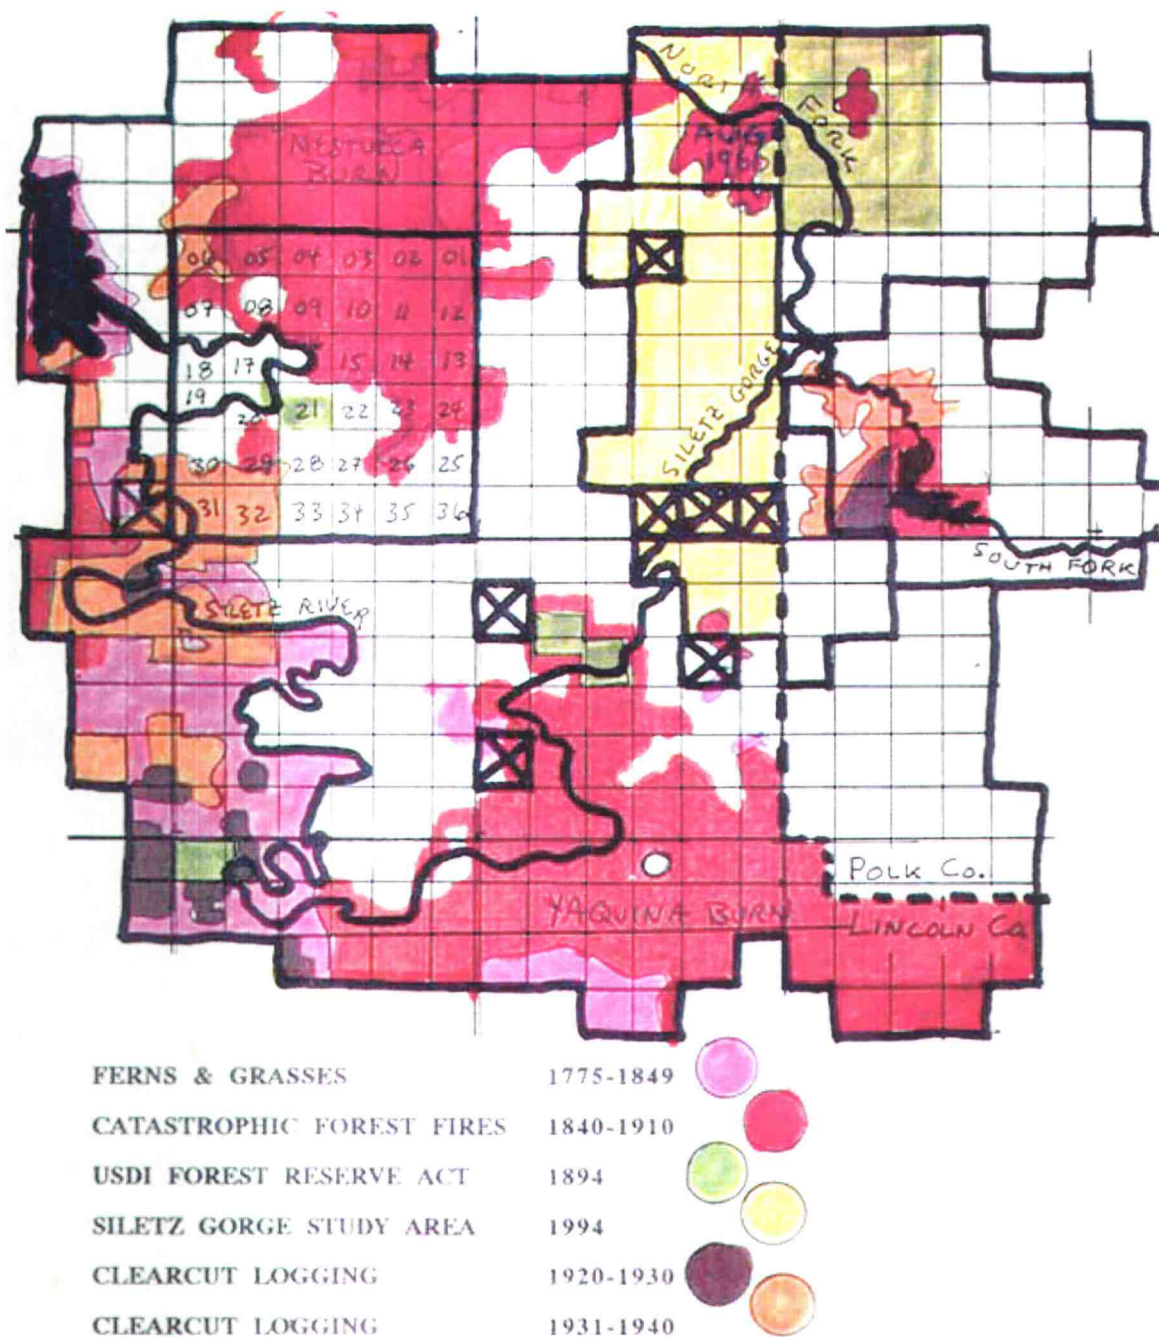 NORTH
FORK
AUG
1960
NESTUCCA
BURN
06 05 04 03 02 01
07 08 09 10 11 12
18 17 15 14 13
19 20 21 22 23 24
30 29 28 27 26 25
31 32 33 34 35 36
SILETZ GORGE
SOUTH FORK
SILETZ RIVER
POLK CO.
YAQUINA BURN
LINCOLN CO.
FERNS & GRASSES 1775-1849
CATASTROPHIC FOREST FIRES 1840-1910
USDI FOREST RESERVE ACT 1894
SILETZ GORGE STUDY AREA 1994
CLEARCUT LOGGING 1920-1930
CLEARCUT LOGGING 1931-1940